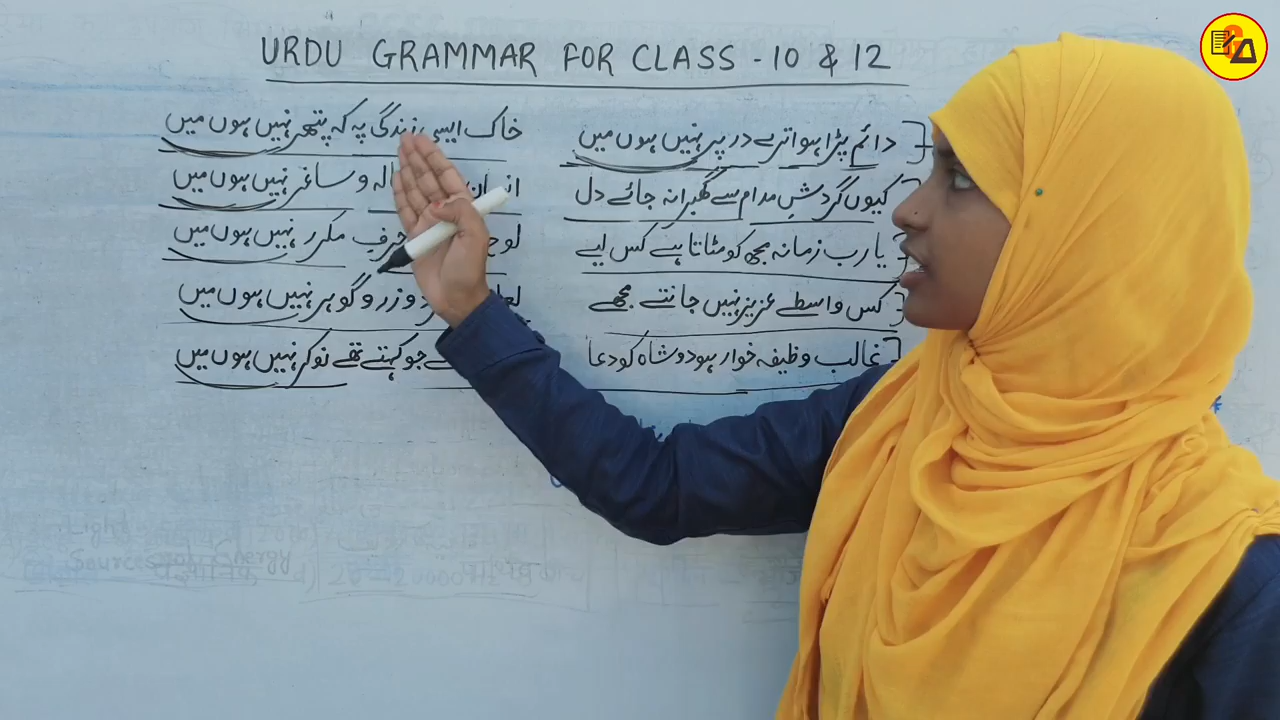 URDU GRAMMAR FOR CLASS - 10 & 12
دائم پڑا ہوا ترے در پر نہیں ہوں میں خاک ایسی زندگی پہ کہ پتھر نہیں ہوں میں
کیوں گردشِ مدام سے گھبرا نہ جائے دل و ساغر نہیں ہوں میں
یا رب زمانہ مجھ کو مٹاتا ہے کس لیے حرفِ مکرر نہیں ہوں میں
کس واسطے عزیز نہیں جانتے مجھے و زر و گوہر نہیں ہوں میں
غالب وظیفہ خوار ہو دو شاہ کو دعا جو کہتے تھے نوکر نہیں ہوں میں
Light
Sources of Energy